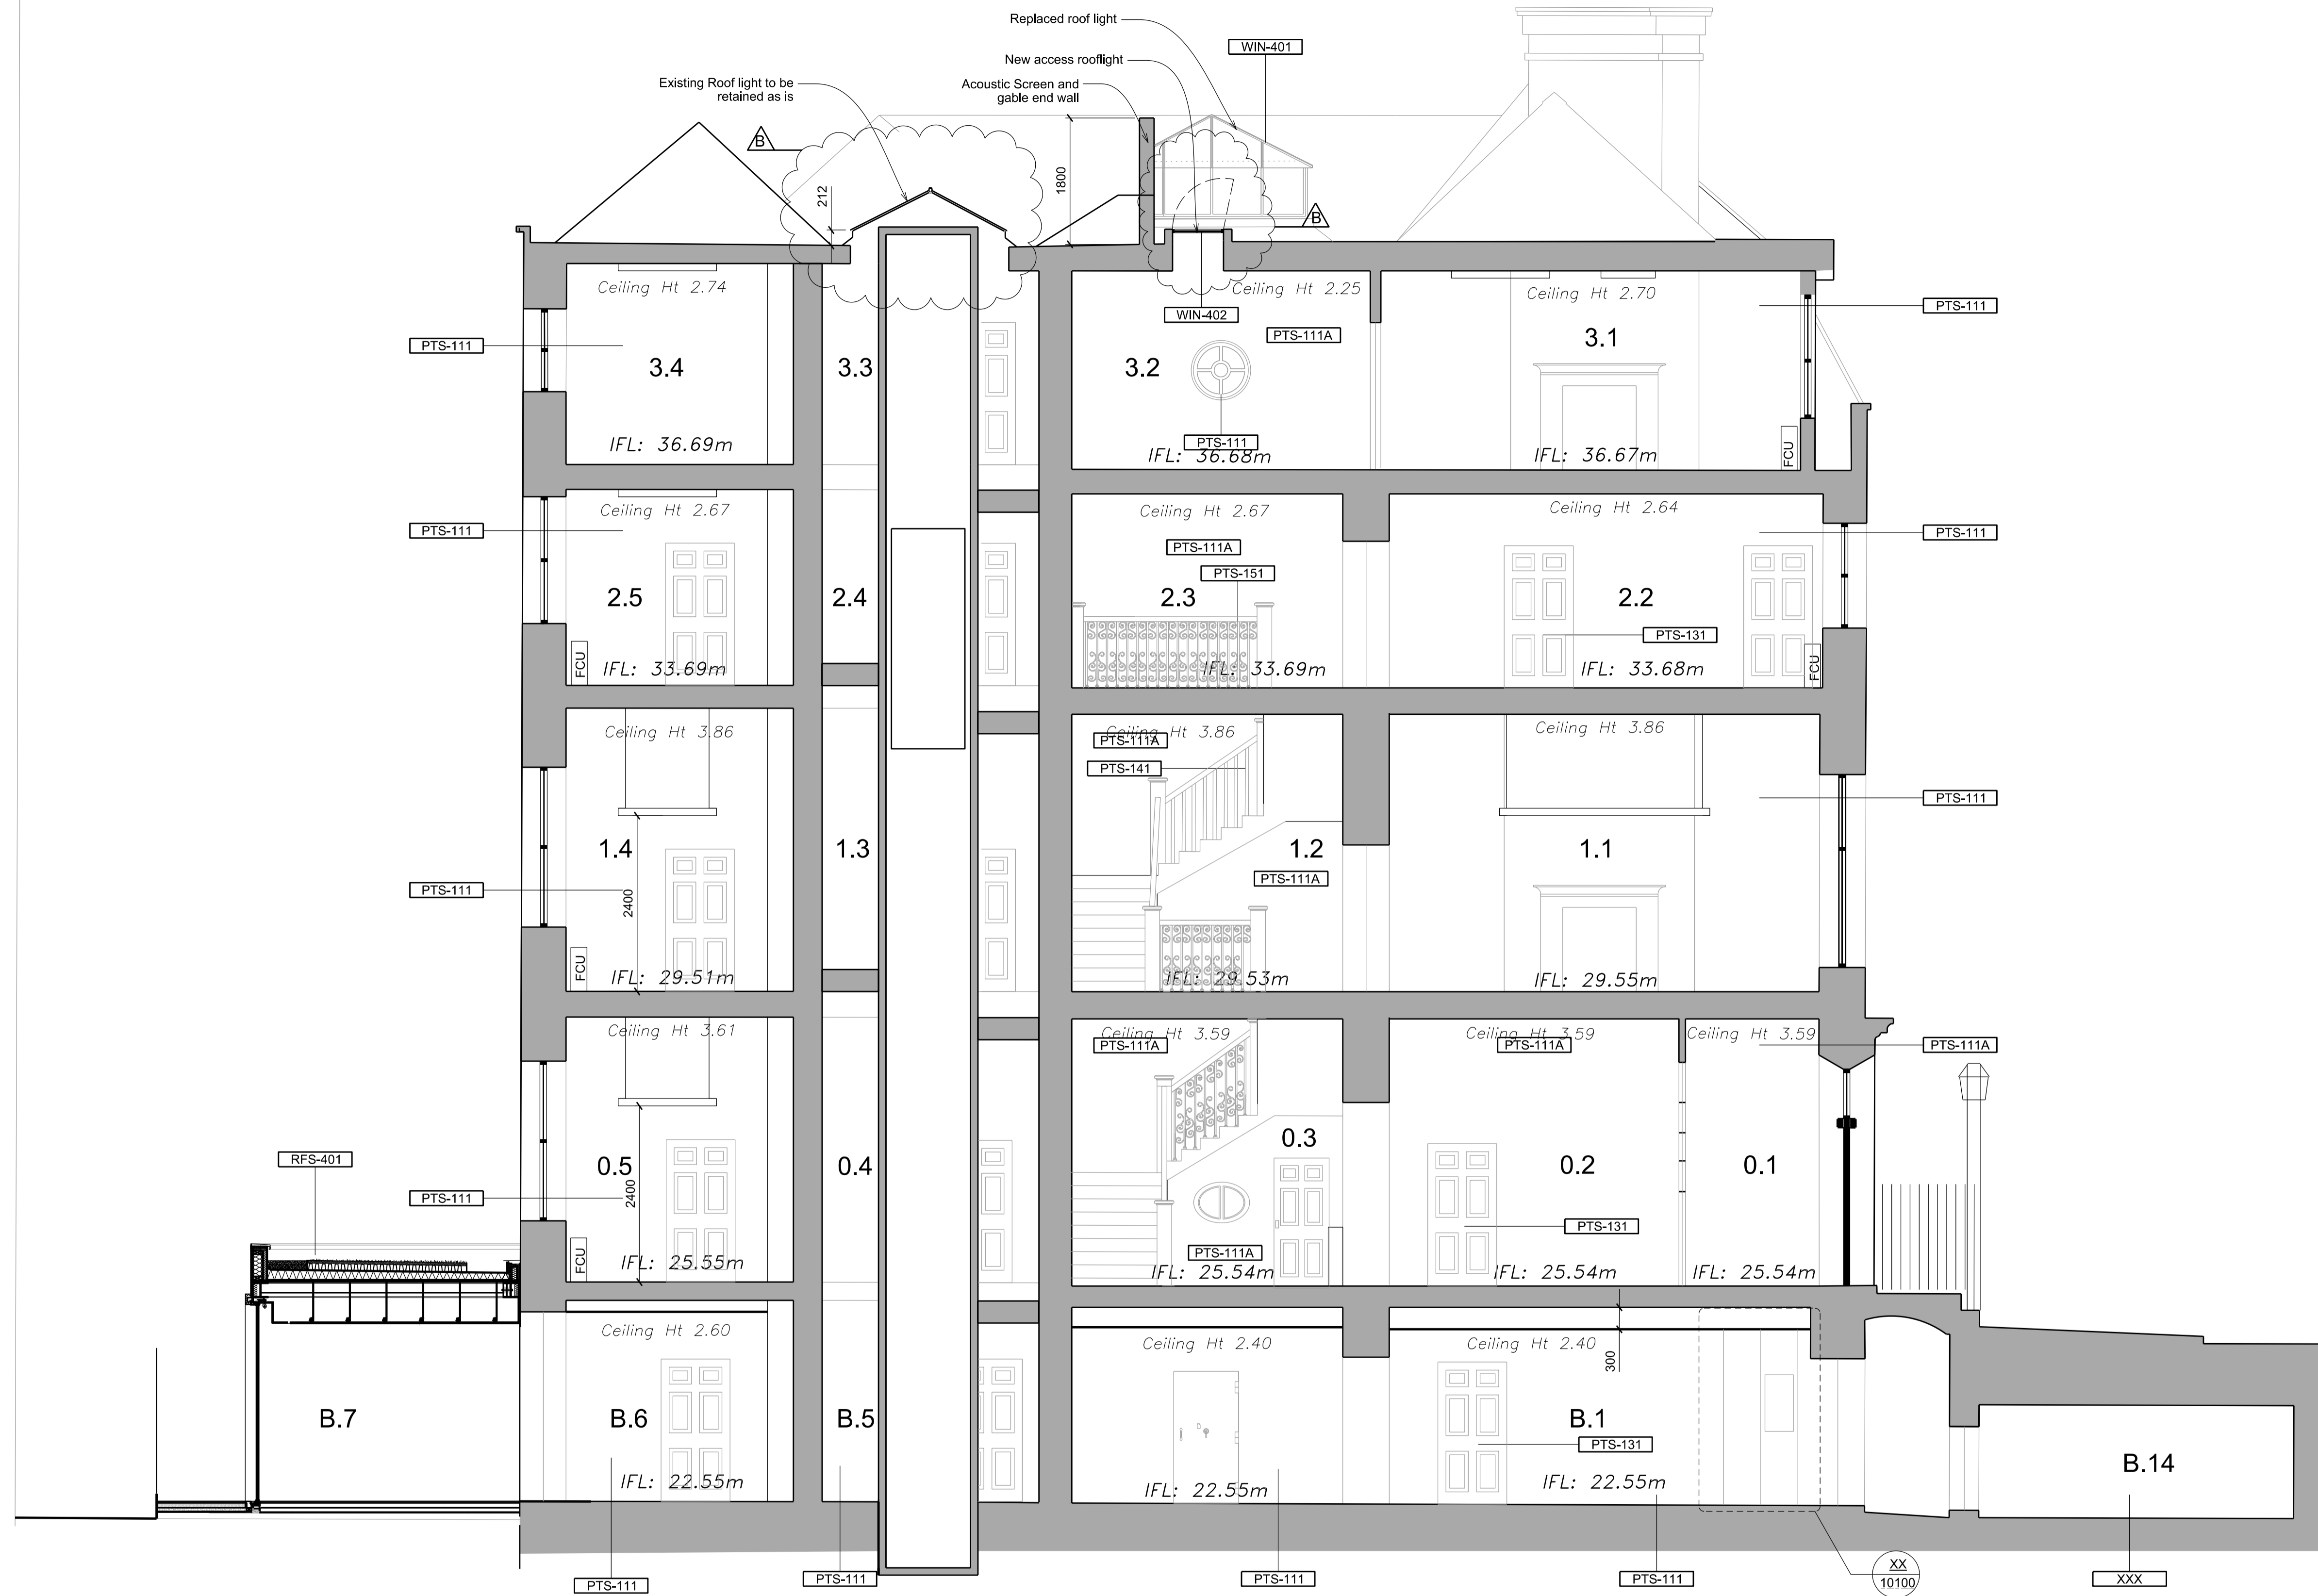 Replaced roof light
WIN-401
New access rooflight
Existing Roof light to be
retained as is
Acoustic Screen and
gable end wall
B
212
1800
B
Ceiling Ht 2.74
Ceiling Ht 2.25
Ceiling Ht 2.70
PTS-111
WIN-402
PTS-111A
PTS-111
3.4
3.3
3.2
3.1
PTS-111
IFL: 36.69m
IFL: 36.68m
IFL: 36.67m
FCU
Ceiling Ht 2.67
Ceiling Ht 2.67
Ceiling Ht 2.64
PTS-111
PTS-111
PTS-111A
PTS-151
2.5
2.4
2.3
2.2
PTS-131
FCU
IFL: 33.69m
IFL: 33.69m
IFL: 33.68m
FCU
Ceiling Ht 3.86
Ceiling Ht 3.86
Ceiling Ht 3.86
PTS-111A
PTS-141
PTS-111
1.4
1.3
1.2
1.1
PTS-111A
PTS-111
2400
FCU
IFL: 29.51m
IFL: 29.53m
IFL: 29.55m
Ceiling Ht 3.61
Ceiling Ht 3.59
Ceiling Ht 3.59
Ceiling Ht 3.59
PTS-111A
PTS-111A
PTS-111A
0.3
RFS-401
0.5
0.4
0.2
0.1
PTS-111
2400
PTS-131
FCU
PTS-111A
IFL: 25.55m
IFL: 25.54m
IFL: 25.54m
IFL: 25.54m
Ceiling Ht 2.60
Ceiling Ht 2.40
Ceiling Ht 2.40
300
B.7
B.6
B.5
B.1
PTS-131
B.14
IFL: 22.55m
IFL: 22.55m
IFL: 22.55m
PTS-111
PTS-111
PTS-111
PTS-111
XX
10100
XXX